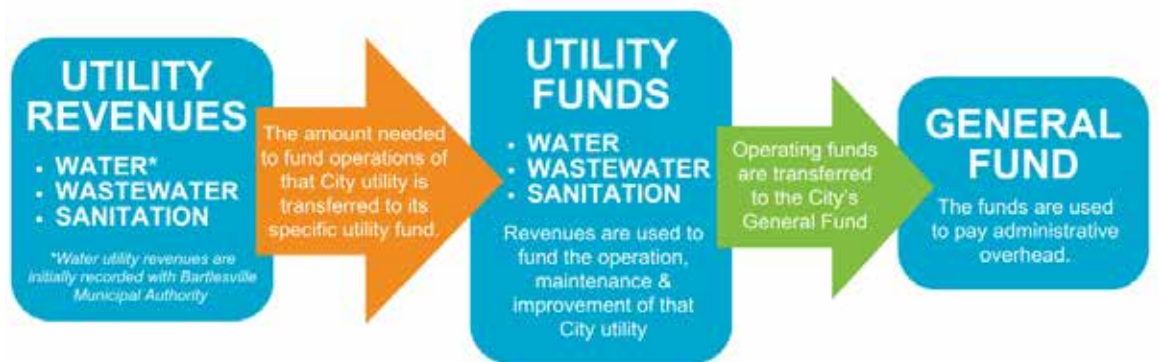 UTILITY
REVENUES
• WATER*
• WASTEWATER
• SANITATION
*Water utility revenues are
initially recorded with Bartlesville
Municipal Authority
The amount needed
to fund operations of
that City utility is
transferred to its
specific utility fund.
UTILITY
FUNDS
• WATER
• WASTEWATER
• SANITATION
Revenues are used to
fund the operation,
maintenance &
improvement of that
City utility
Operating funds
are transferred
to the City's
General Fund
GENERAL
FUND
The funds are used
to pay administrative
overhead.